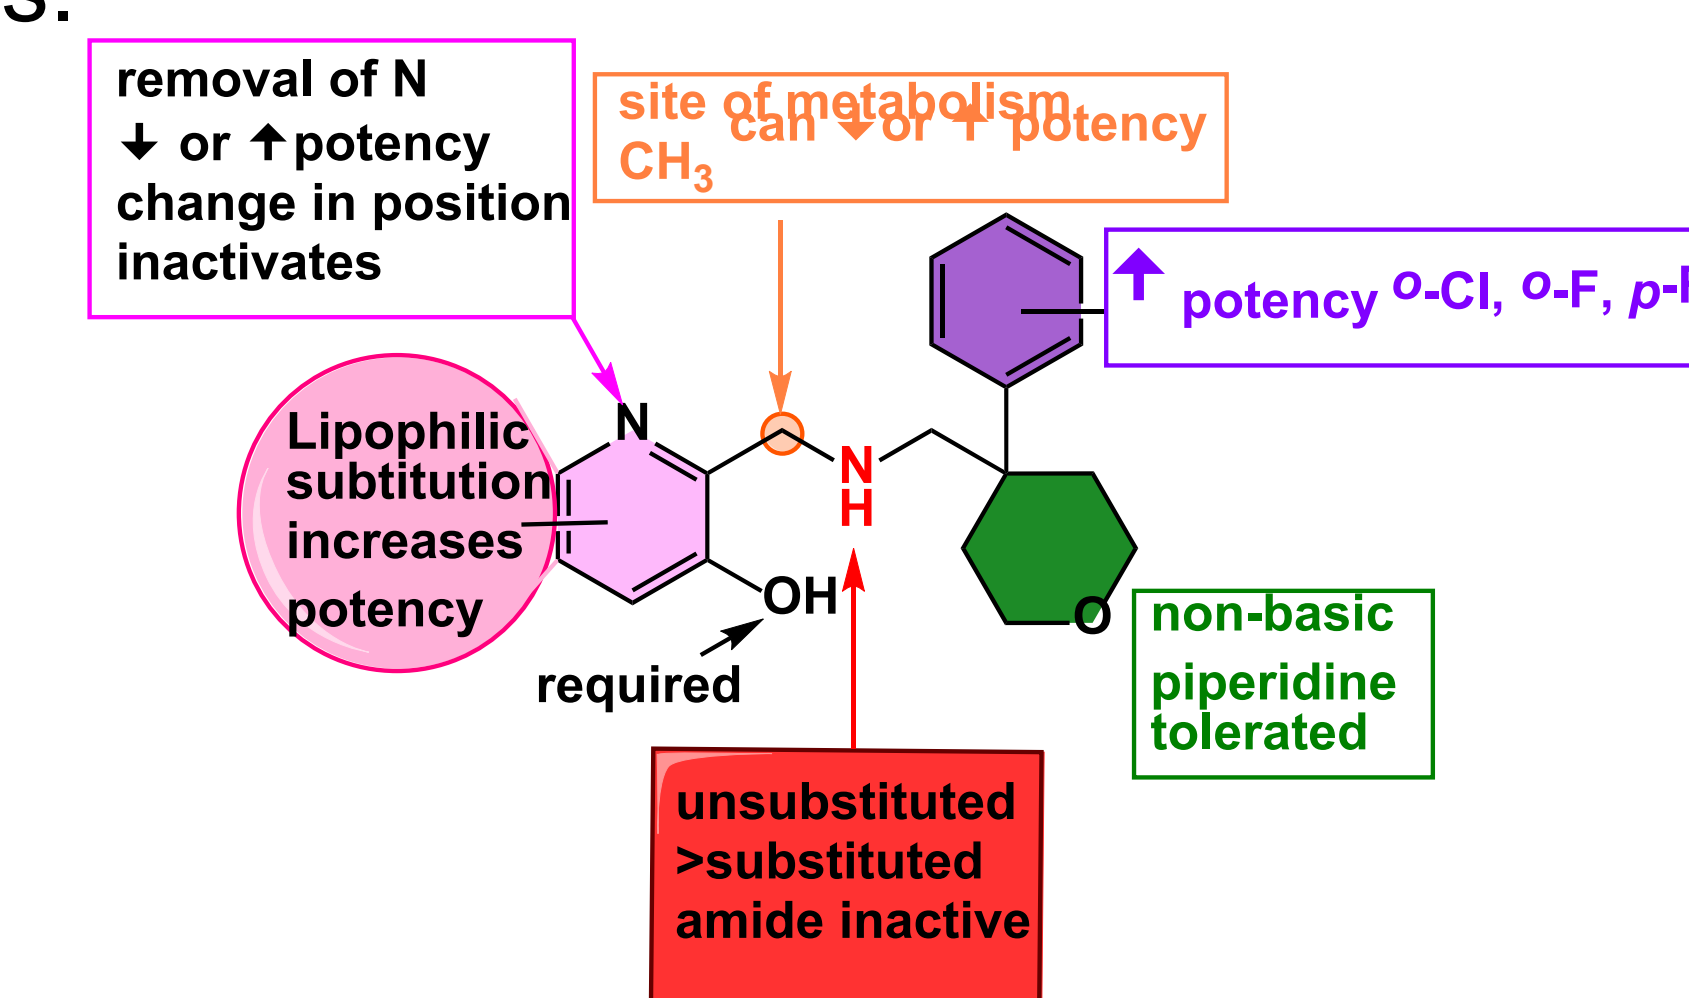 s.
removal of N
↓ or ↑ potency
change in position
inactivates
site of metabolism
can ↓ or ↑ potency
CH3
↑ potency o-Cl, o-F, p-
Lipophilic
subtitution
increases
potency
N
N
H
OH
O
required
non-basic
piperidine
tolerated
unsubstituted
>substituted
amide inactive